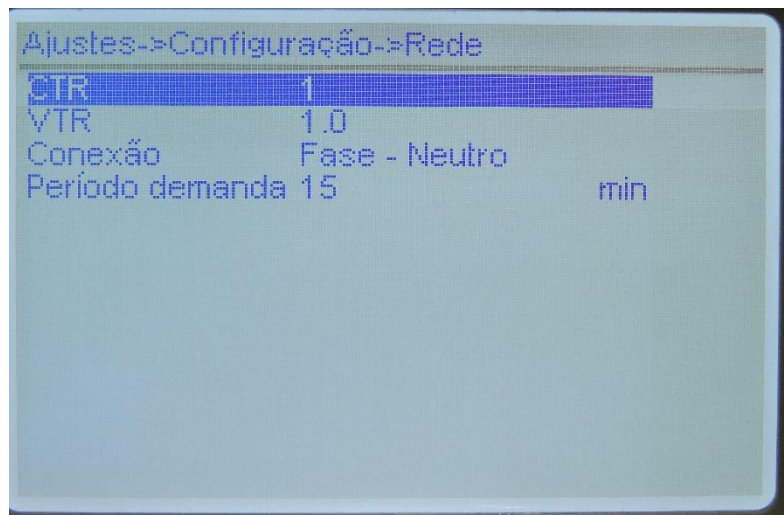 Ajustes->Configuração->Rede
CTR 1
VTR 1.0
Conexão Fase - Neutro
Período demanda 15 min